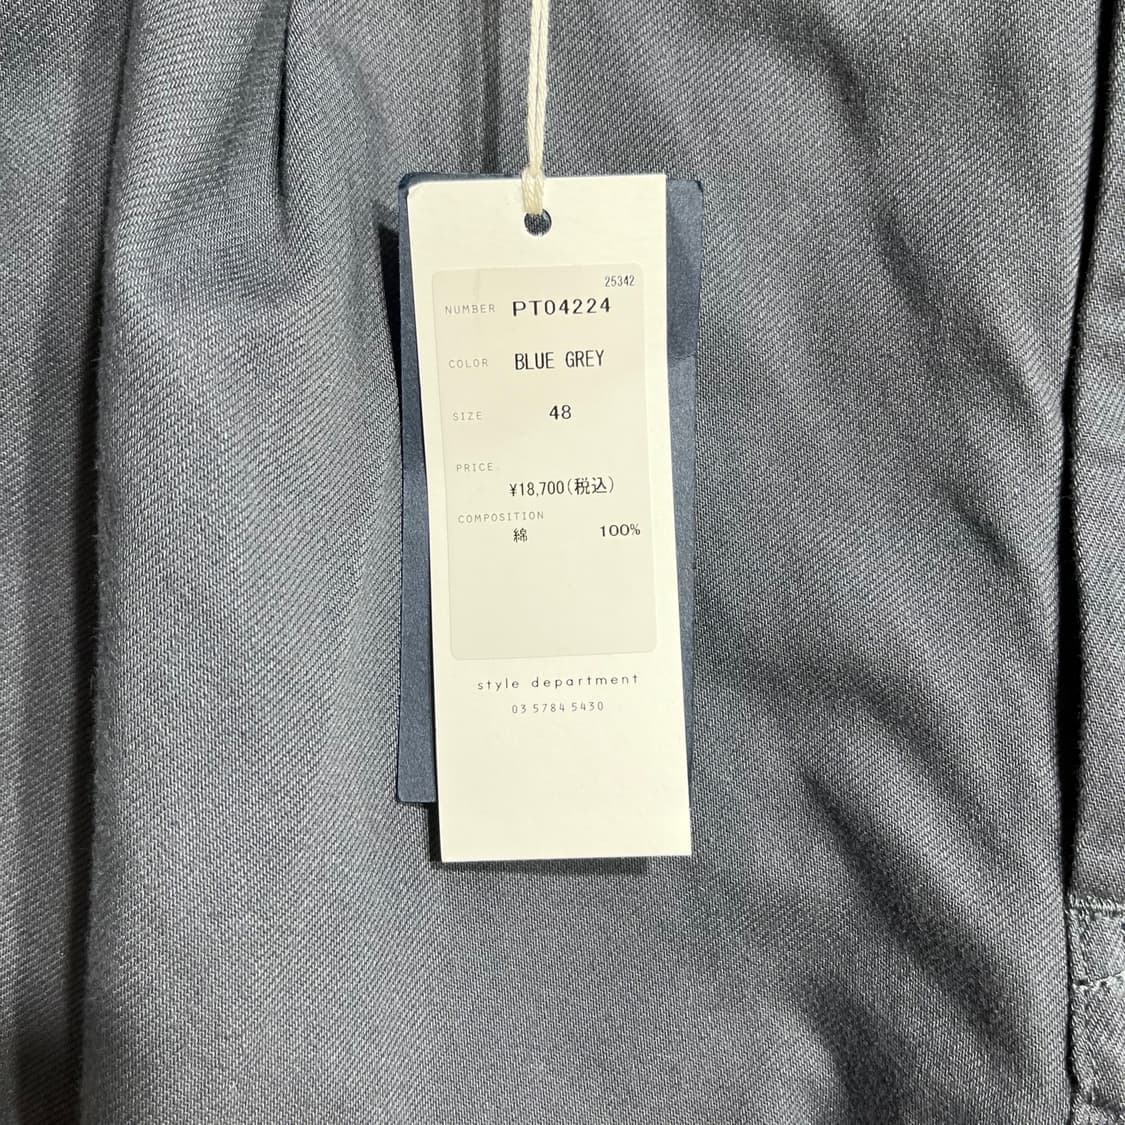 25342
NUMBER PT04224
COLOR BLUE GREY
SIZE 48
PRICE
¥18,700(税込)
COMPOSITION
綿 100%
style department
03 5784 5430